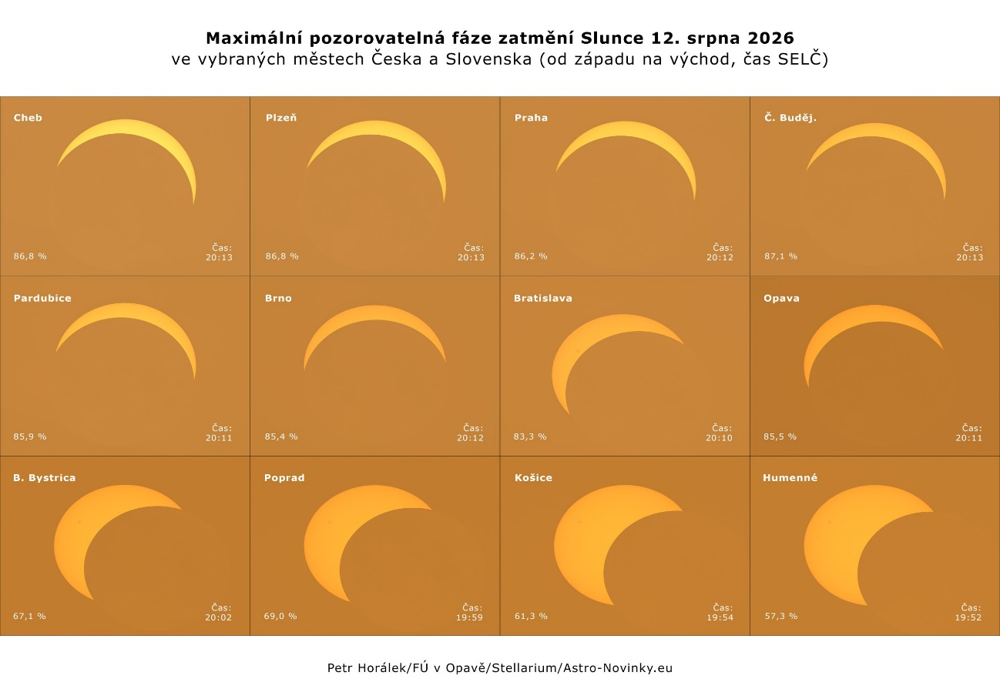 Maximální pozorovatelná fáze zatmění Slunce 12. srpna 2026
ve vybraných městech Česka a Slovenska (od západu na východ, čas SELČ)
Cheb
86,8 %
Čas:
20:13
Plzeň
86,8 %
Čas:
20:13
Praha
86,2 %
Čas:
20:12
Č. Buděj.
87,1 %
Čas:
20:13
Pardubice
85,9 %
Čas:
20:11
Brno
85,4 %
Čas:
20:12
Bratislava
83,3 %
Čas:
20:10
Opava
85,5 %
Čas:
20:11
B. Bystrica
67,1 %
Čas:
20:02
Poprad
69,0 %
Čas:
19:59
Košice
61,3 %
Čas:
19:54
Humenné
57,3 %
Čas:
19:52
Petr Horálek/FÚ v Opavě/Stellarium/Astro-Novinky.eu